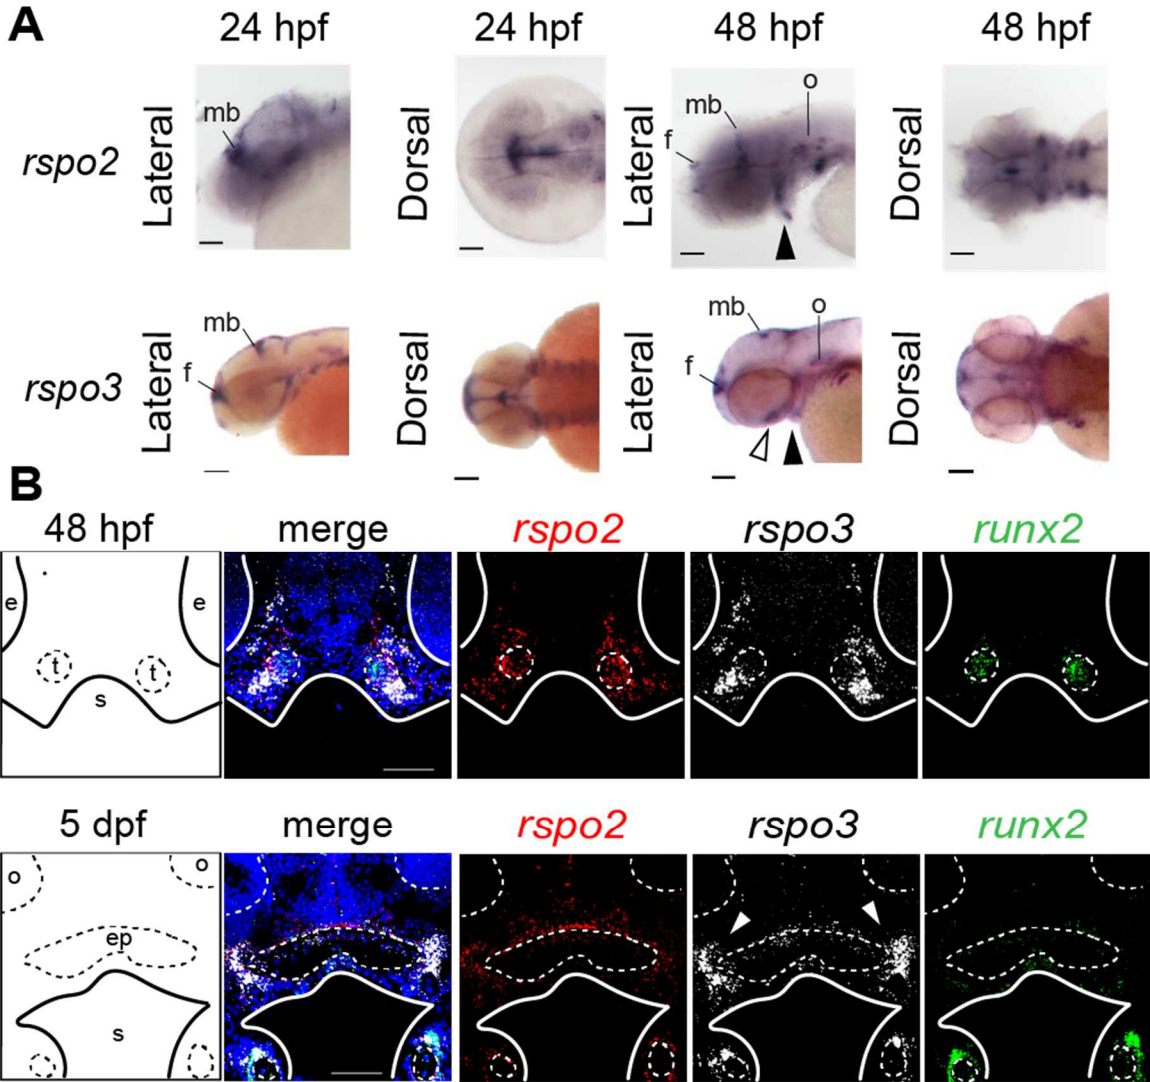 A
24 hpf 24 hpf 48 hpf 48 hpf
rspo2
Lateral
mb
Dorsal
Lateral
f
mb
o
Dorsal
rspo3
Lateral
f
mb
Dorsal
Lateral
f
mb
o
Dorsal
B
48 hpf merge rspo2 rspo3 runx2
e e
t t
s
5 dpf merge rspo2 rspo3 runx2
o o
ep
s